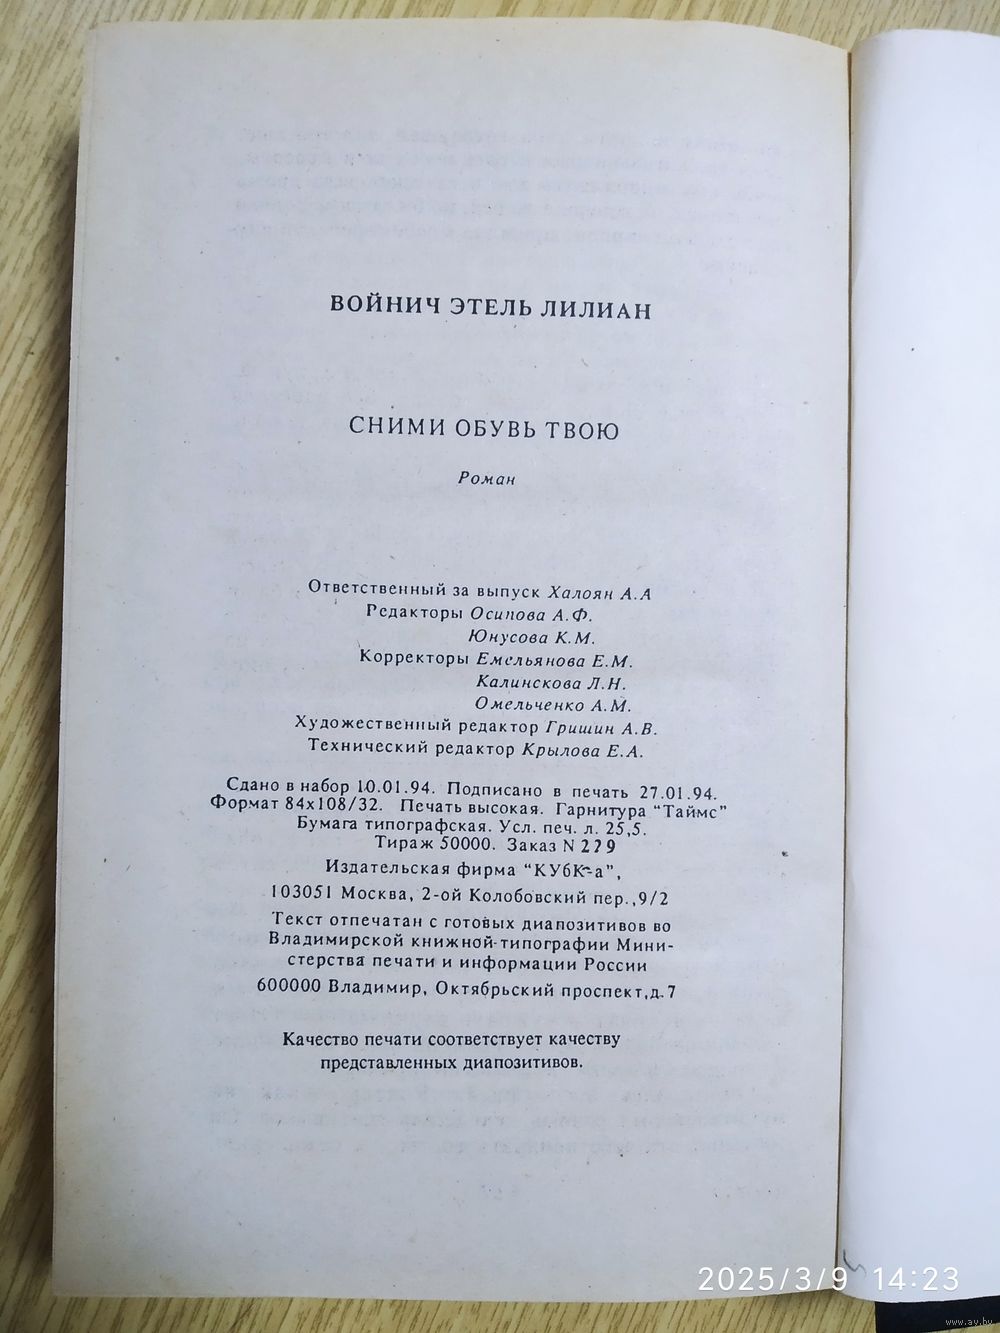 ВОЙНИЧ ЭТЕЛЬ ЛИЛИАН
СНИМИ ОБУВЬ ТВОЮ
Роман
Ответственный за выпуск Халоян А.А
Редакторы Осипова А.Ф.
Юнусова К.М.
Корректоры Емельянова Е.М.
Калинскова Л.Н.
Омельченко А.М.
Художественный редактор Гришин А.В.
Технический редактор Крылова Е.А.
Сдано в набор 10.01.94. Подписано в печать 27.01.94.
Формат 84x108/32. Печать высокая. Гарнитура "Таймс"
Бумага типографская. Усл. печ. л. 25,5.
Тираж 50000. Заказ N 229
Издательская фирма "КУбК-а",
103051 Москва, 2-ой Колобовский пер.,9/2
Текст отпечатан с готовых диапозитивов во
Владимирской книжной типографии Мини-
стерства печати и информации России
600000 Владимир, Октябрьский проспект,д.7
Качество печати соответствует качеству
представленных диапозитивов.
2025/3/9 14:23
www.av.by